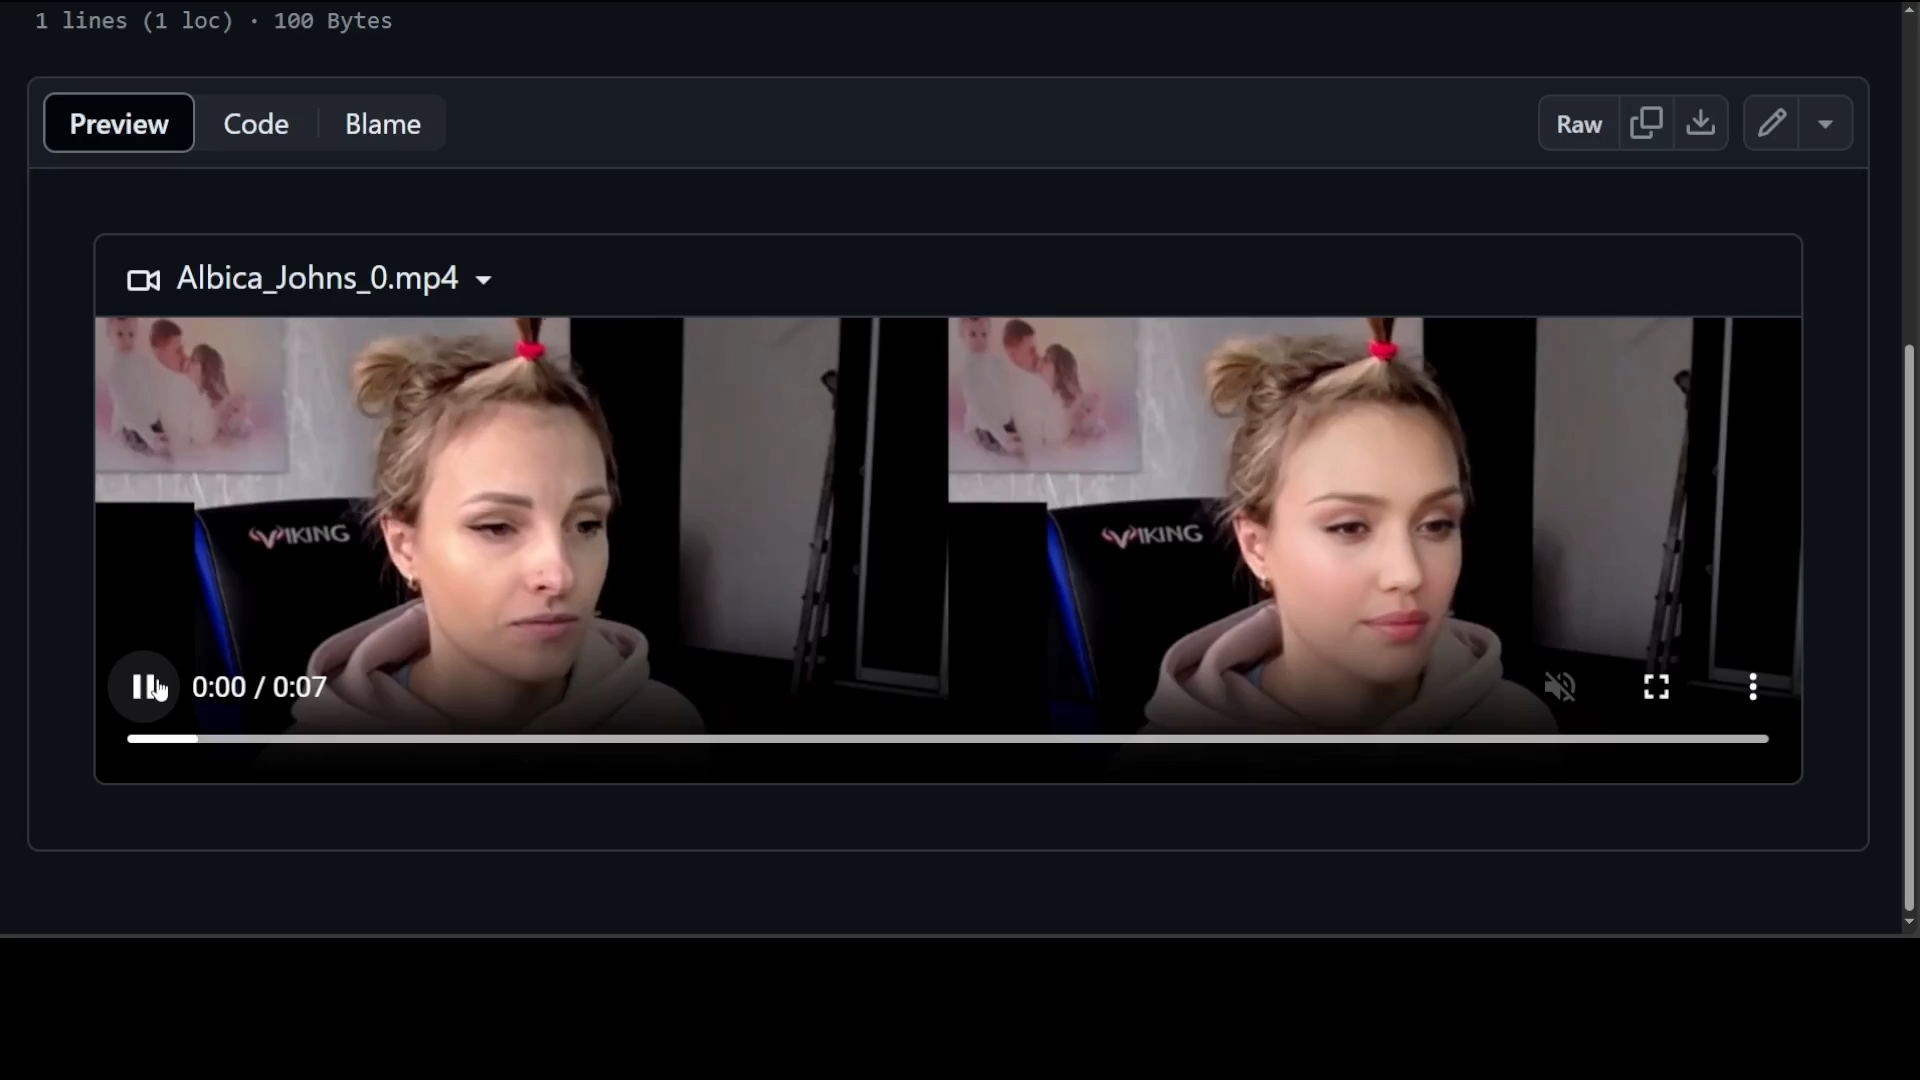 1 lines (1 loc) · 100 Bytes
Preview Code Blame Raw
Albica_Johns_0.mp4
VIKING VIKING
0:00 / 0:07